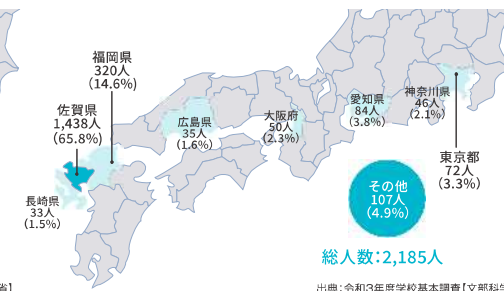 福岡県
320人
(14.6%)
佐賀県
1,438人
(65.8%)
長崎県
33人
(1.5%)
広島県
35人
(1.6%)
大阪府
50人
(2.3%)
愛知県
84人
(3.8%)
神奈川県
46人
(2.1%)
東京都
72人
(3.3%)
その他
107人
(4.9%)
総人数:2,185人
省】
出典:令和3年度学校基本調査【文部科学